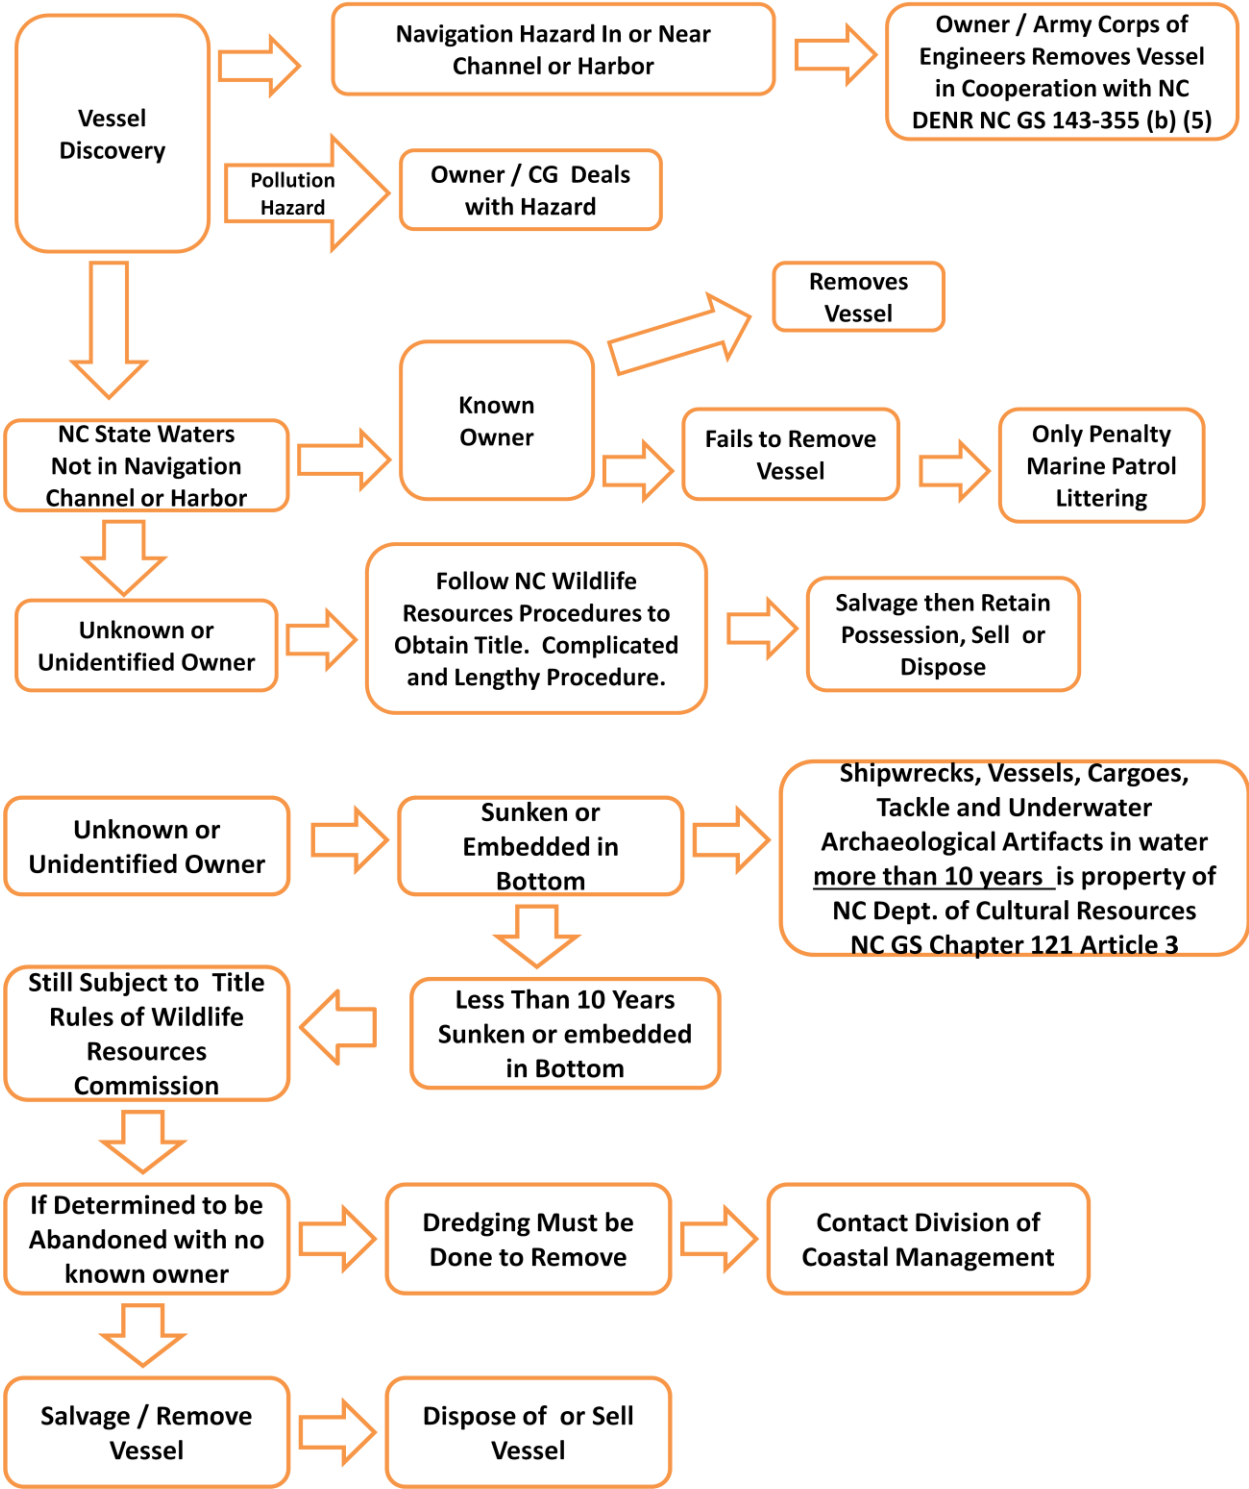 Vessel
Discovery
Navigation Hazard In or Near
Channel or Harbor
Owner / Army Corps of
Engineers Removes Vessel
in Cooperation with NC
DENR NC GS 143-355 (b) (5)
Pollution
Hazard
Owner / CG Deals
with Hazard
Removes
Vessel
Known
Owner
NC State Waters
Not in Navigation
Channel or Harbor
Fails to Remove
Vessel
Only Penalty
Marine Patrol
Littering
Unknown or
Unidentified Owner
Follow NC Wildlife
Resources Procedures to
Obtain Title. Complicated
and Lengthy Procedure.
Salvage then Retain
Possession, Sell or
Dispose
Unknown or
Unidentified Owner
Sunken or
Embedded in
Bottom
Shipwrecks, Vessels, Cargoes,
Tackle and Underwater
Archaeological Artifacts in water
more than 10 years is property of
NC Dept. of Cultural Resources
NC GS Chapter 121 Article 3
Less Than 10 Years
Sunken or embedded
in Bottom
Still Subject to Title
Rules of Wildlife
Resources
Commission
If Determined to be
Abandoned with no
known owner
Dredging Must be
Done to Remove
Contact Division of
Coastal Management
Salvage / Remove
Vessel
Dispose of or Sell
Vessel